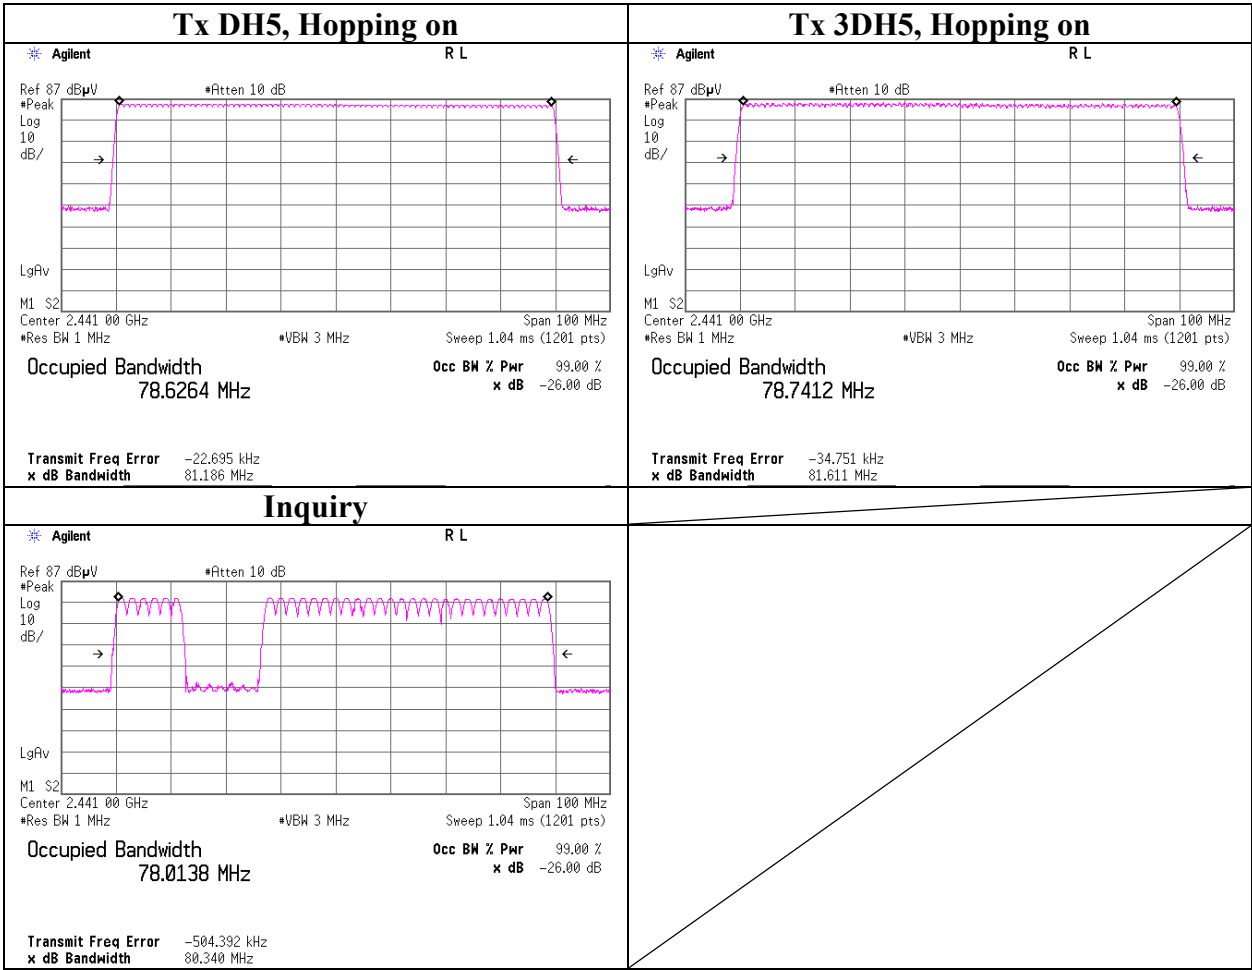 Tx DH5, Hopping on
Agilent R L
Ref 87 dBµV #Atten 10 dB
#Peak
Log
10
dB/
LgAv
M1 S2
Center 2.441 00 GHz Span 100 MHz
#Res BW 1 MHz #VBW 3 MHz Sweep 1.04 ms (1201 pts)
Occupied Bandwidth Occ BW % Pwr 99.00 %
78.6264 MHz x dB -26.00 dB
Transmit Freq Error -22.695 kHz
x dB Bandwidth 81.186 MHz
Tx 3DH5, Hopping on
Agilent R L
Ref 87 dBµV #Atten 10 dB
#Peak
Log
10
dB/
LgAv
M1 S2
Center 2.441 00 GHz Span 100 MHz
#Res BW 1 MHz #VBW 3 MHz Sweep 1.04 ms (1201 pts)
Occupied Bandwidth Occ BW % Pwr 99.00 %
78.7412 MHz x dB -26.00 dB
Transmit Freq Error -34.751 kHz
x dB Bandwidth 81.611 MHz
Inquiry
Agilent R L
Ref 87 dBµV #Atten 10 dB
#Peak
Log
10
dB/
LgAv
M1 S2
Center 2.441 00 GHz Span 100 MHz
#Res BW 1 MHz #VBW 3 MHz Sweep 1.04 ms (1201 pts)
Occupied Bandwidth Occ BW % Pwr 99.00 %
78.0138 MHz x dB -26.00 dB
Transmit Freq Error -504.392 kHz
x dB Bandwidth 80.340 MHz